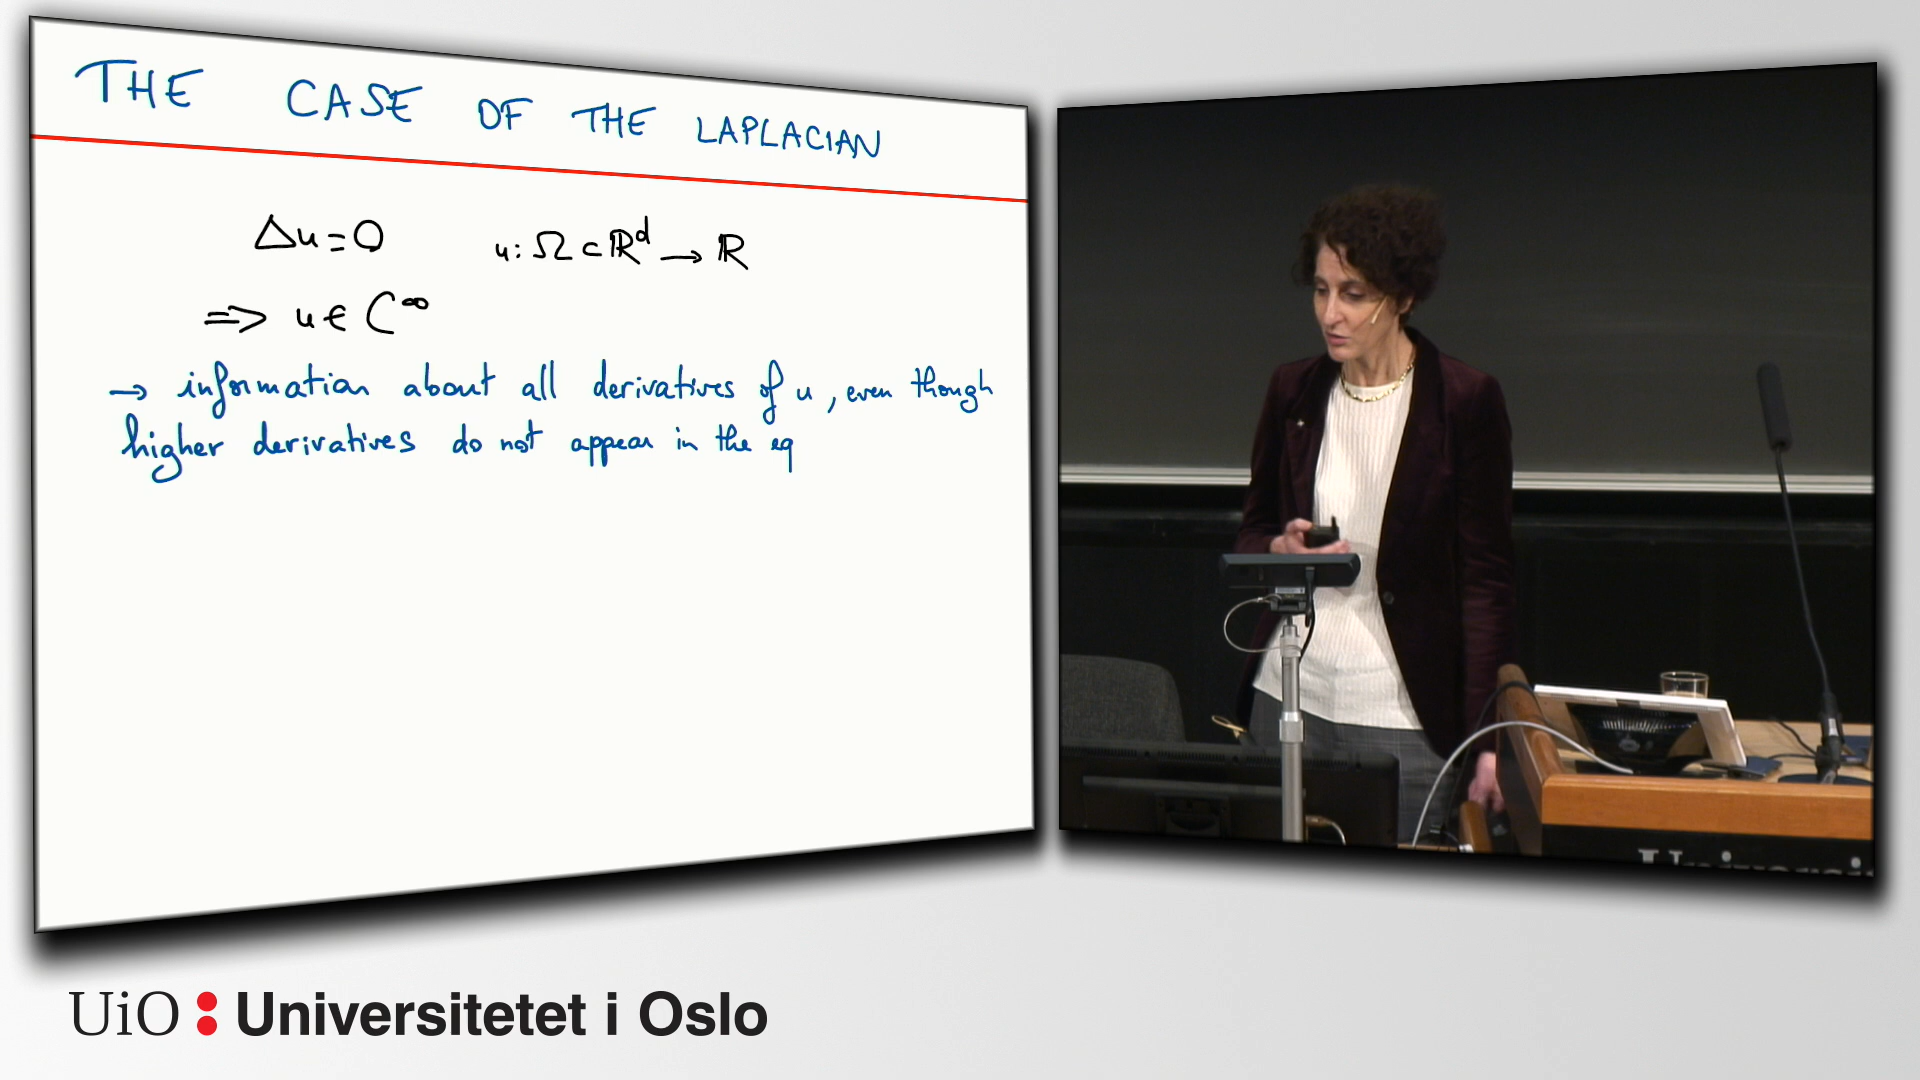 THE CASE OF THE LAPLACIAN
Δu=0 u: Ω⊂ℝᵈ → ℝ
⇒ u∈C^∞
→ information about all derivatives of u, even though
higher derivatives do not appear in the eq
UiO : Universitetet i Oslo